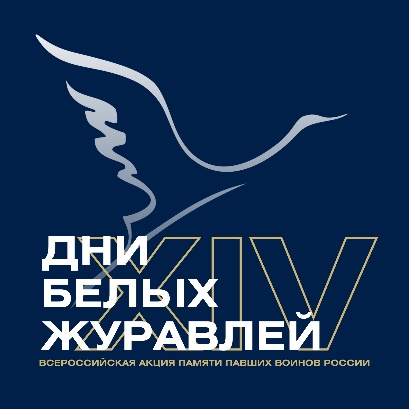 XIV
ДНИ
БЕЛЫХ
ЖУРАВЛЕЙ
ВСЕРОССИЙСКАЯ АКЦИЯ ПАМЯТИ ПАВШИХ ВОИНОВ РОССИИ